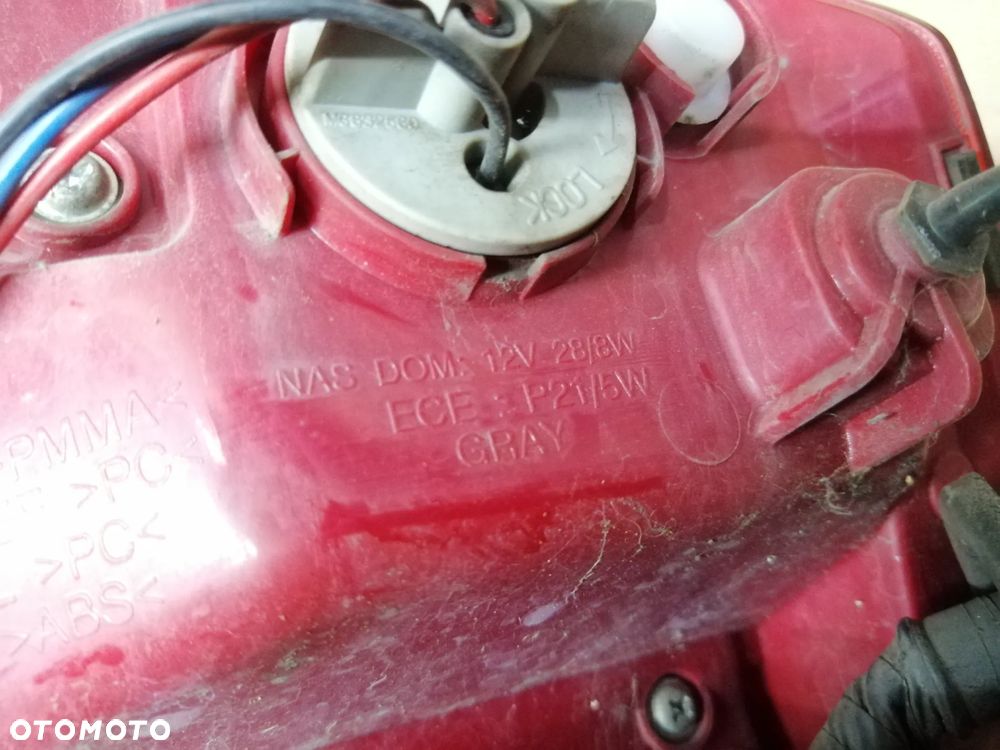 LOCK
NAS DOM: 12V 28/8W
ECE : P21/5W
GRAY
>PMMA<
>PC<
>PC<
>ABS<
OTOMOTO